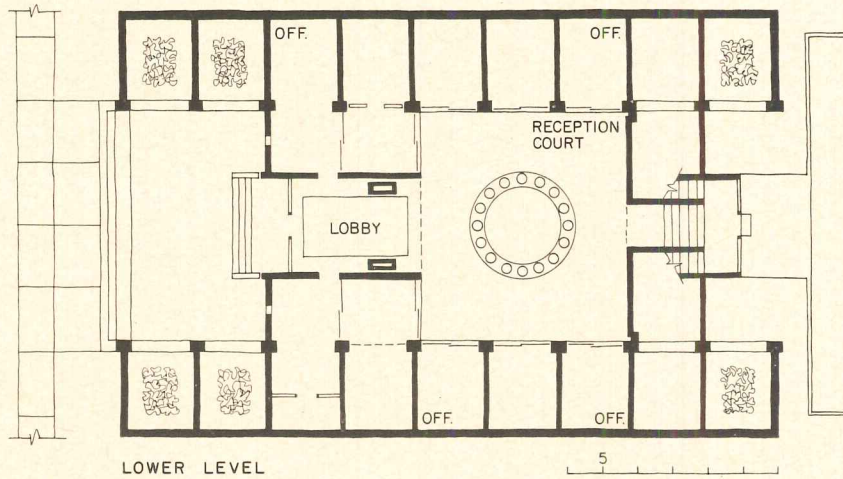 OFF.
OFF.
RECEPTION
COURT
LOBBY
OFF.
OFF.
LOWER LEVEL
5